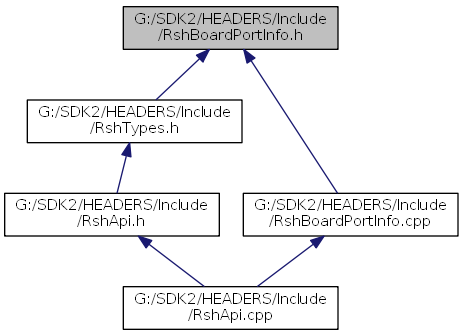 G:/SDK2/HEADERS/Include
/RshBoardPortInfo.h
G:/SDK2/HEADERS/Include
/RshTypes.h
G:/SDK2/HEADERS/Include
/RshApi.h
G:/SDK2/HEADERS/Include
/RshBoardPortInfo.cpp
G:/SDK2/HEADERS/Include
/RshApi.cpp